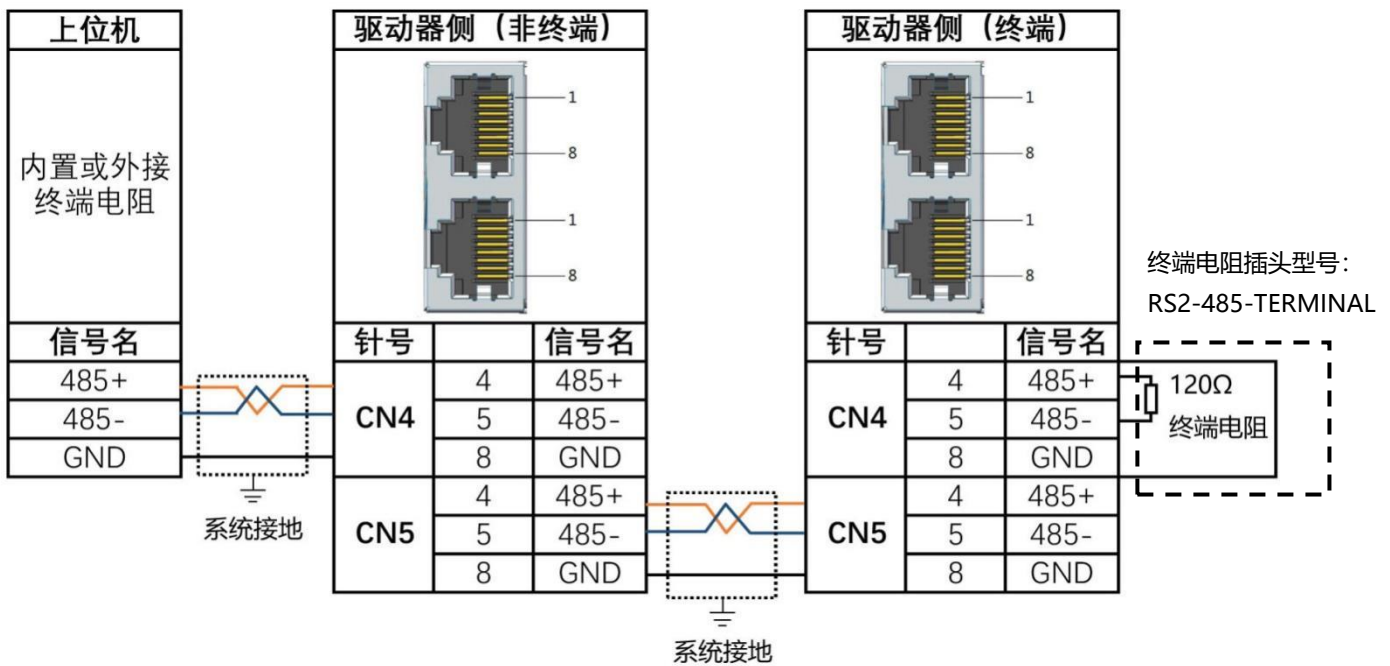 上位机
内置或外接
终端电阻
信号名
485+
485-
GND
系统接地
驱动器侧（非终端）
1
8
1
8
针号 信号名
CN4 4 485+
5 485-
8 GND
CN5 4 485+
5 485-
8 GND
系统接地
驱动器侧（终端）
1
8
1
8
针号 信号名
CN4 4 485+
5 485-
8 GND
CN5 4 485+
5 485-
8 GND
终端电阻插头型号：
RS2-485-TERMINAL
120Ω
终端电阻